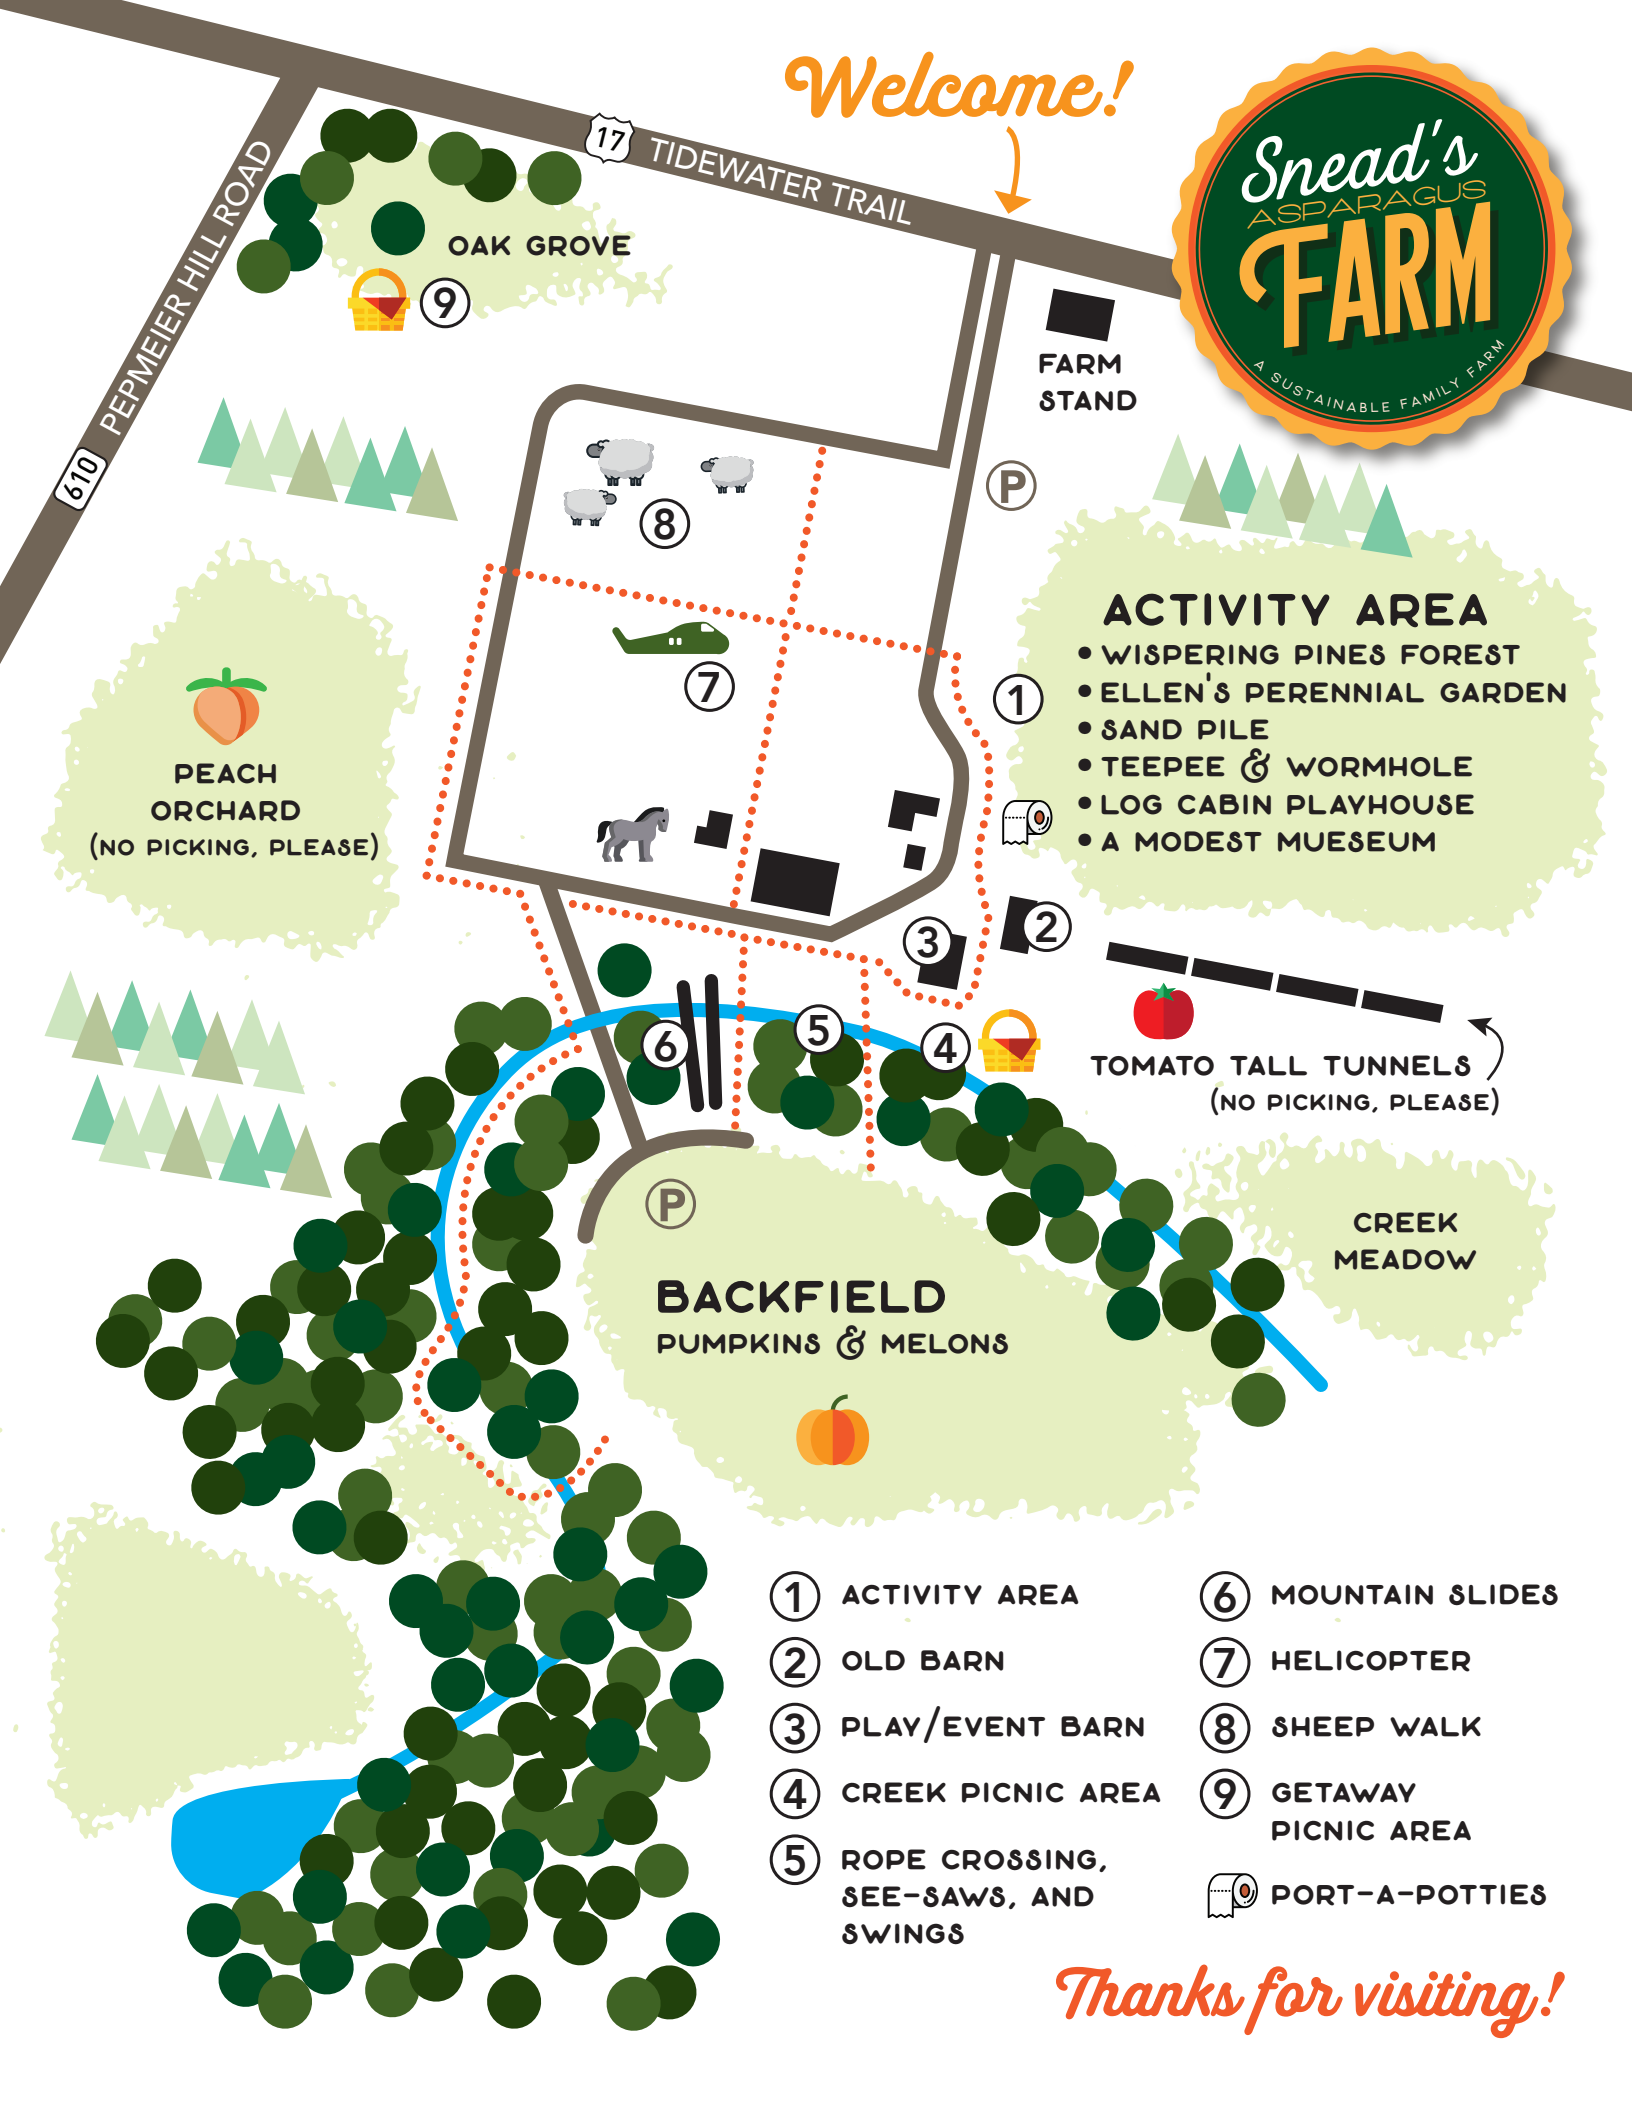 Welcome!
Snead's
ASPARAGUS
FARM
A SUSTAINABLE FAMILY FARM
17 TIDEWATER TRAIL
610 PEPMEIER HILL ROAD
OAK GROVE
9
FARM
STAND
P
8
7
ACTIVITY AREA
• WISPERING PINES FOREST
• ELLEN'S PERENNIAL GARDEN
• SAND PILE
• TEEPEE & WORMHOLE
• LOG CABIN PLAYHOUSE
• A MODEST MUESEUM
1
PEACH
ORCHARD
(NO PICKING, PLEASE)
2
3
TOMATO TALL TUNNELS
(NO PICKING, PLEASE)
6
5
4
P
CREEK
MEADOW
BACKFIELD
PUMPKINS & MELONS
1 ACTIVITY AREA
2 OLD BARN
3 PLAY/EVENT BARN
4 CREEK PICNIC AREA
5 ROPE CROSSING,
SEE-SAWS, AND
SWINGS
6 MOUNTAIN SLIDES
7 HELICOPTER
8 SHEEP WALK
9 GETAWAY
PICNIC AREA
PORT-A-POTTIES
Thanks for visiting!